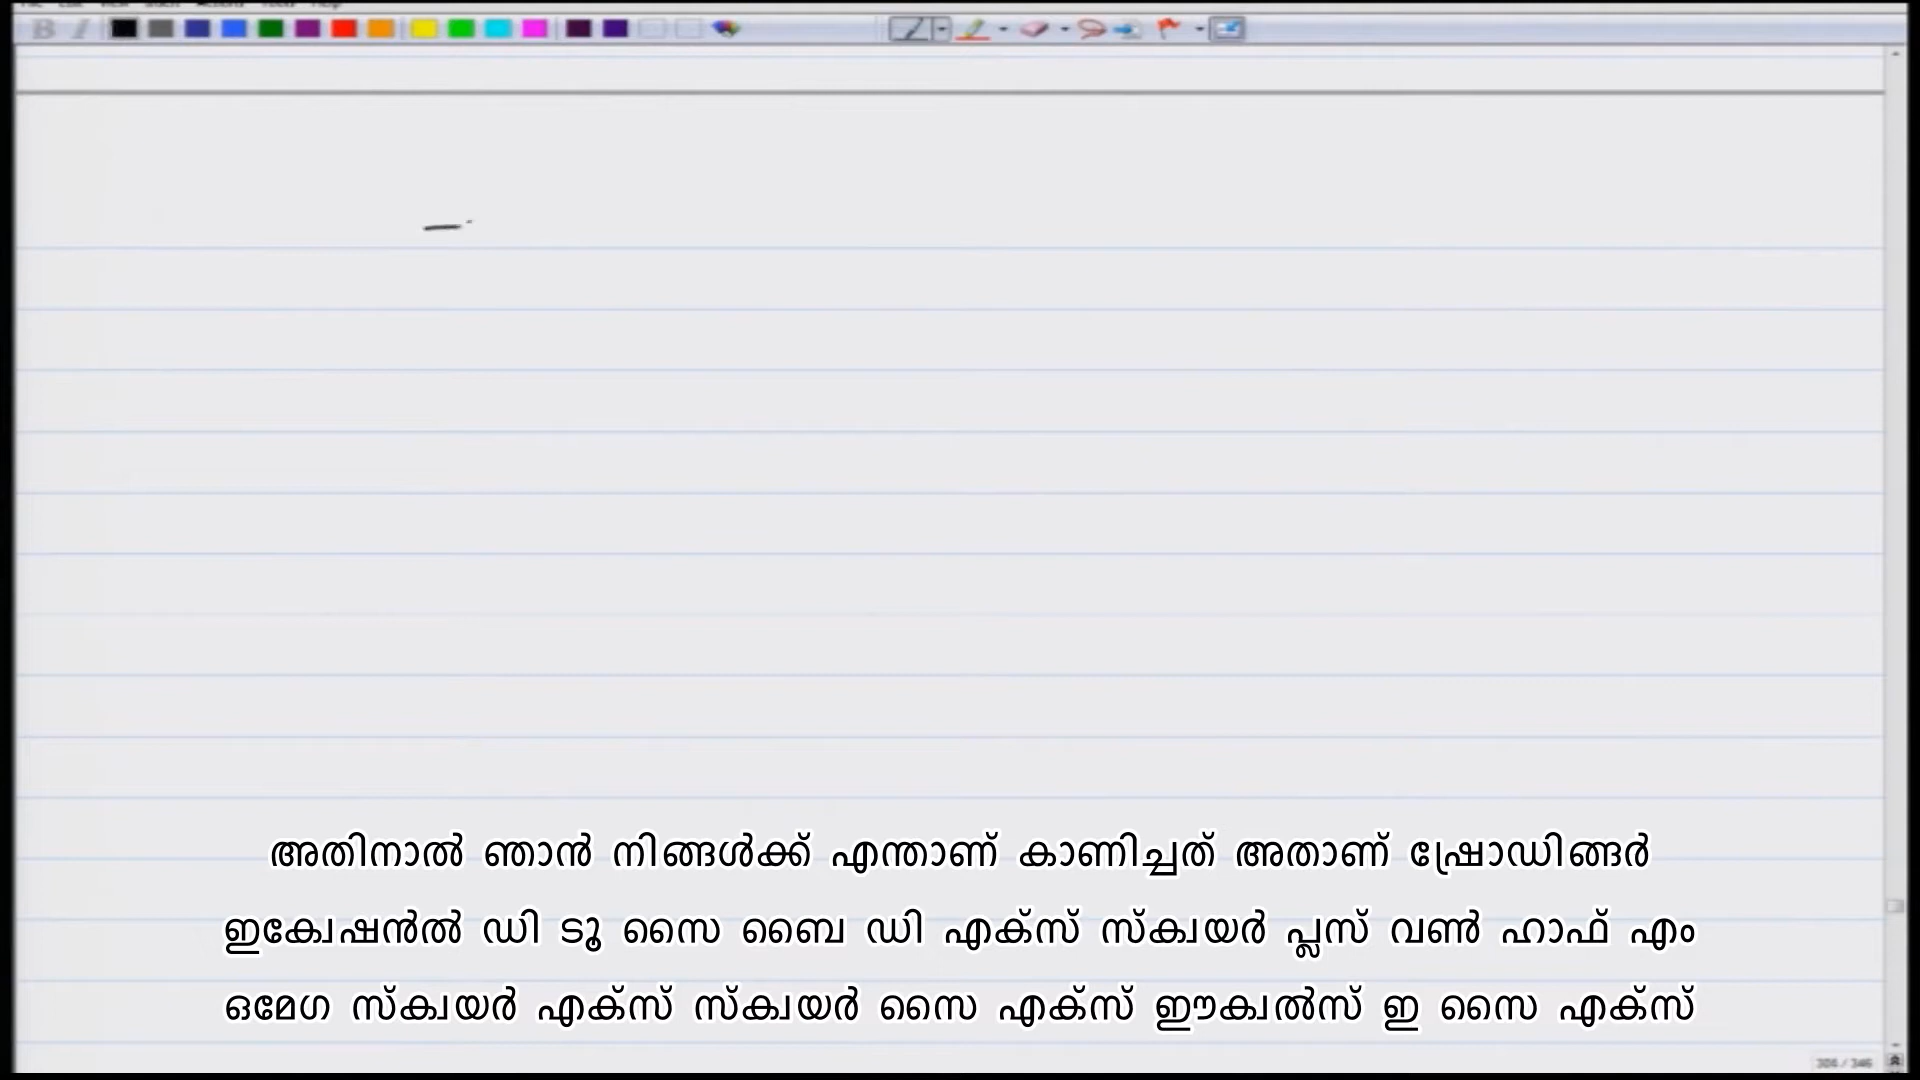 അതിനാൽ ഞാൻ നിങ്ങൾക്ക് എന്താണ് കാണിച്ചത് അതാണ് ഷ്രോഡിങ്ങർ
ഇക്വേഷൻൽ ഡി ടൂ സൈ ബൈ ഡി എക്സ് സ്ക്വയർ പ്ലസ് വൺ ഹാഫ് എം
ഒമേഗ സ്ക്വയർ എക്സ് സ്ക്വയർ സൈ എക്സ് ഈക്വൽസ് ഇ സൈ എക്സ്